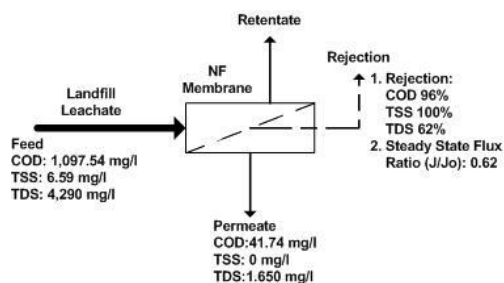 Retentate
NF
Membrane
Rejection
Landfill
Leachate
1. Rejection:
COD 96%
TSS 100%
TDS 62%
2. Steady State Flux
Ratio (J/Jo): 0.62
Feed
COD: 1,097.54 mg/l
TSS: 6.59 mg/l
TDS: 4,290 mg/l
Permeate
COD:41.74 mg/l
TSS: 0 mg/l
TDS:1.650 mg/l